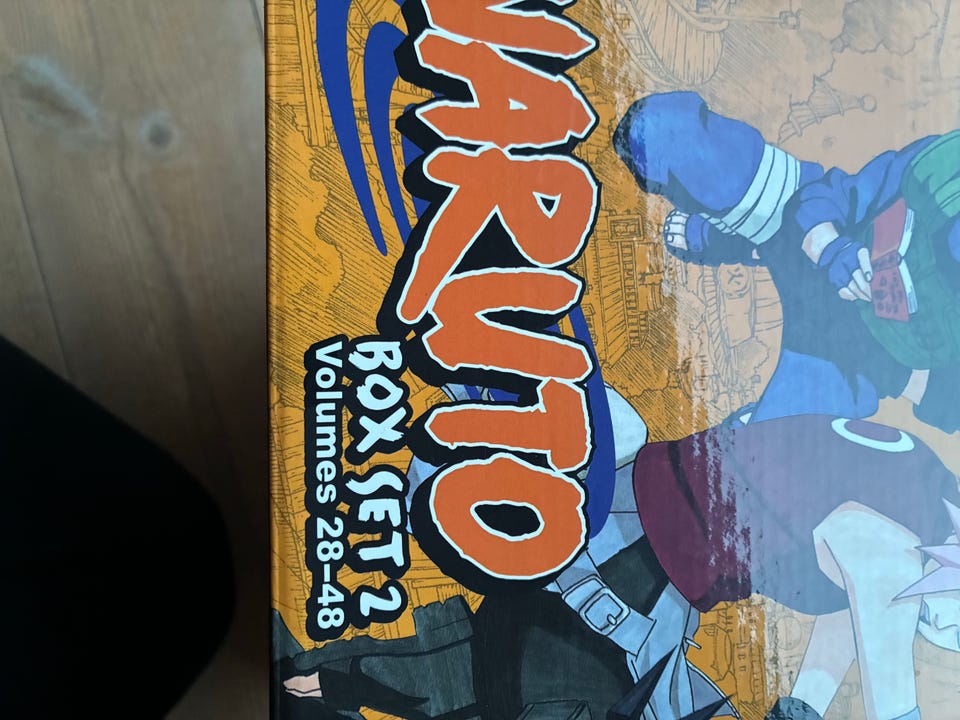 NARUTO
BOX SET 2
Volumes 28-48